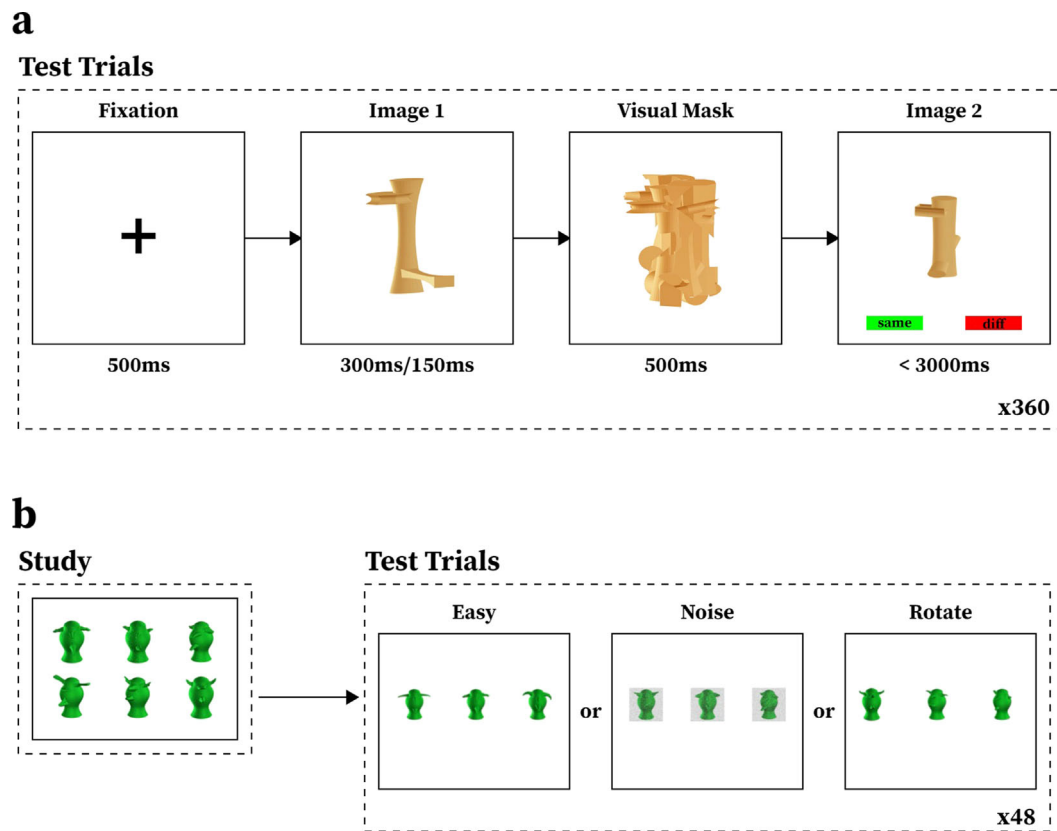 a
Test Trials
Fixation
Image 1
Visual Mask
Image 2
same
diff
500ms
300ms/150ms
500ms
< 3000ms
x360
b
Study
Test Trials
Easy
Noise
Rotate
or
or
x48